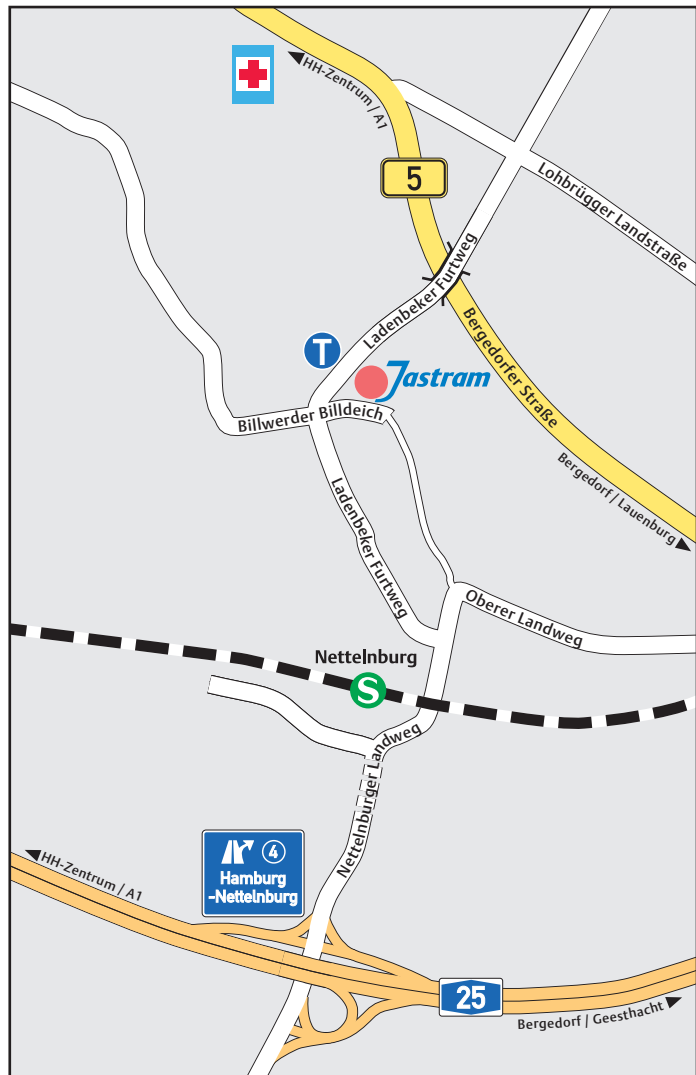 HH-Zentrum / A1
5
Lohbrügger Landstraße
Ladenbeker Furtweg
T
Jastram
Bergedorfer Straße
Billwerder Billdeich
Bergedorf / Lauenburg
Ladenbeker Furtweg
Oberer Landweg
Nettelnburg
S
Nettelnburger Landweg
4
Hamburg
-Nettelnburg
HH-Zentrum / A1
25
Bergedorf / Geesthacht